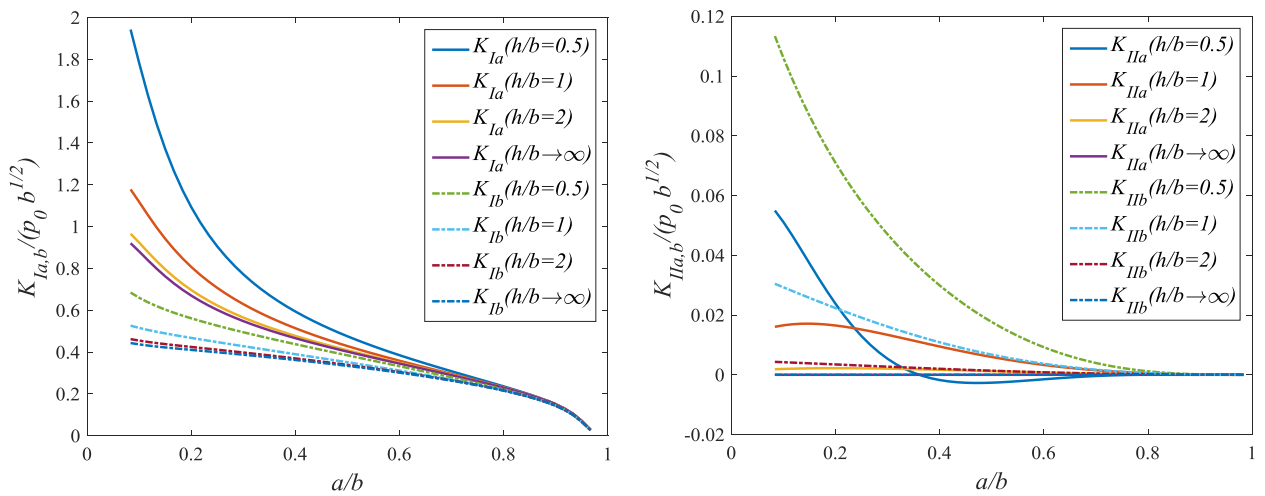 2
1.8
1.6
1.4
1.2
1
0.8
0.6
0.4
0.2
0
0
0.2
0.4
0.6
0.8
1
K_{Ia,b}/(p_0 b^{1/2})
a/b
K_{Ia}(h/b=0.5)
K_{Ia}(h/b=1)
K_{Ia}(h/b=2)
K_{Ia}(h/b→∞)
K_{Ib}(h/b=0.5)
K_{Ib}(h/b=1)
K_{Ib}(h/b=2)
K_{Ib}(h/b→∞)
0.12
0.1
0.08
0.06
0.04
0.02
0
-0.02
0
0.2
0.4
0.6
0.8
1
K_{IIa,b}/(p_0 b^{1/2})
a/b
K_{IIa}(h/b=0.5)
K_{IIa}(h/b=1)
K_{IIa}(h/b=2)
K_{IIa}(h/b→∞)
K_{IIb}(h/b=0.5)
K_{IIb}(h/b=1)
K_{IIb}(h/b=2)
K_{IIb}(h/b→∞)